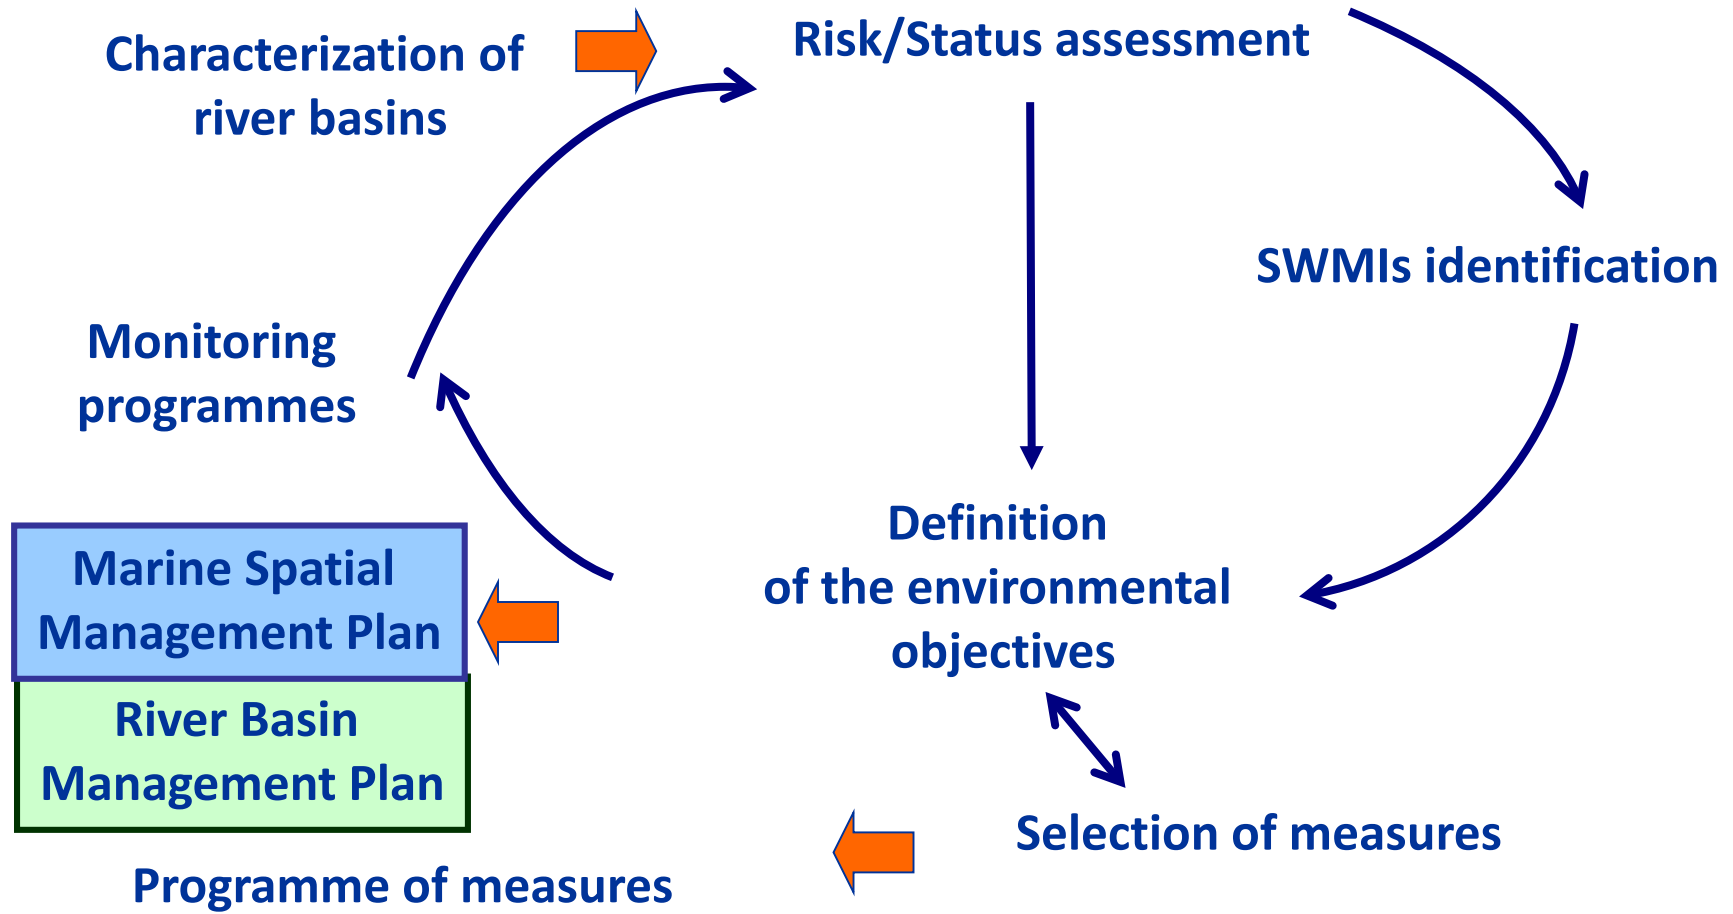 Characterization of
river basins
Risk/Status assessment
SWMIs identification
Monitoring
programmes
Definition
of the environmental
objectives
Marine Spatial
Management Plan
River Basin
Management Plan
Selection of measures
Programme of measures